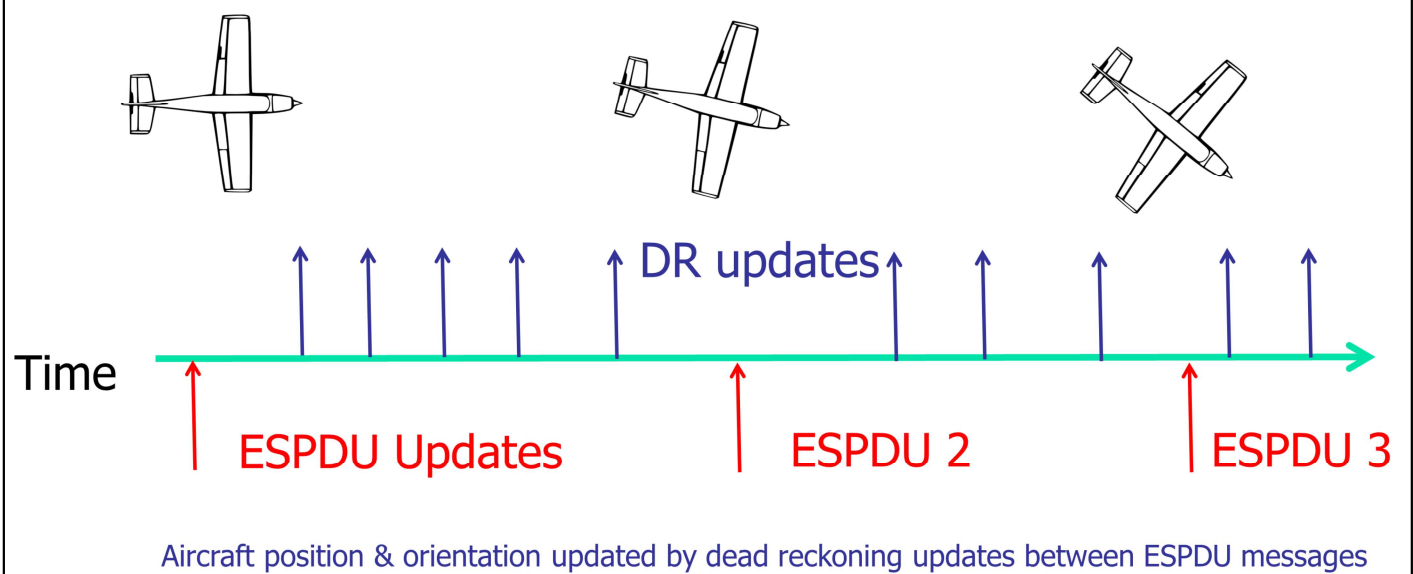 DR updates
Time
ESPDU Updates
ESPDU 2
ESPDU 3
Aircraft position & orientation updated by dead reckoning updates between ESPDU messages